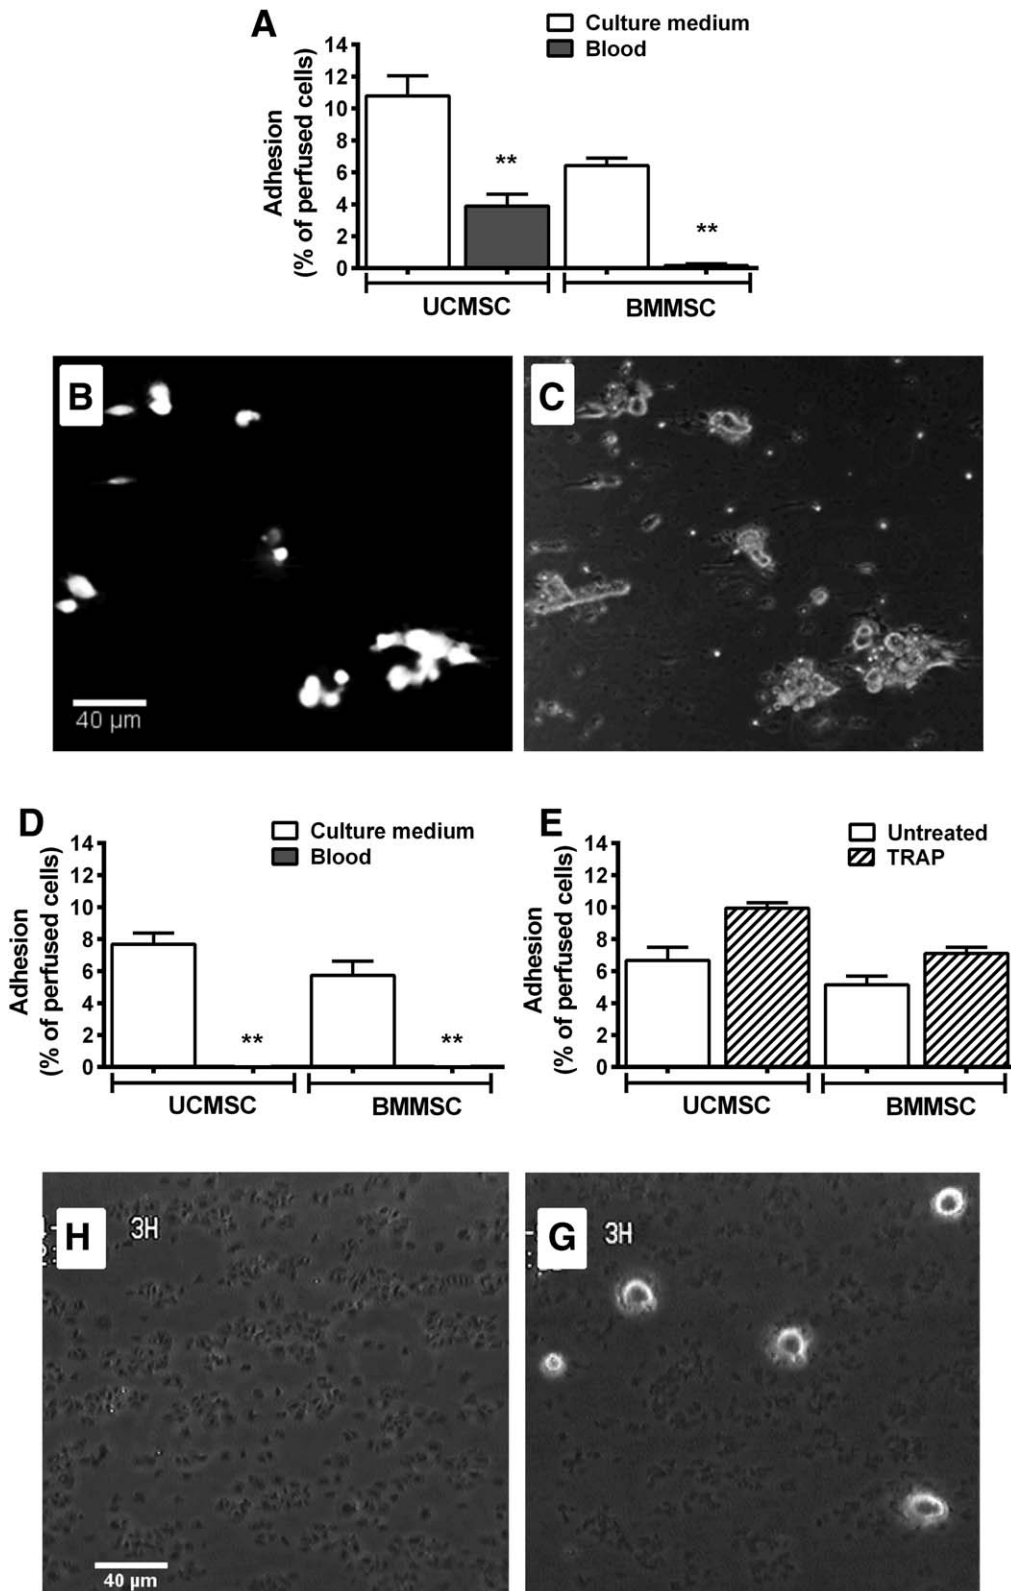 A
Culture medium
Blood
Adhesion
(% of perfused cells)
14
12
10
8
6
4
2
0
**
**
UCMSC
BMMSC
B
40 µm
C
D
Culture medium
Blood
Adhesion
(% of perfused cells)
14
12
10
8
6
4
2
0
**
**
UCMSC
BMMSC
E
Untreated
TRAP
Adhesion
(% of perfused cells)
14
12
10
8
6
4
2
0
UCMSC
BMMSC
H
3H
40 µm
G
3H